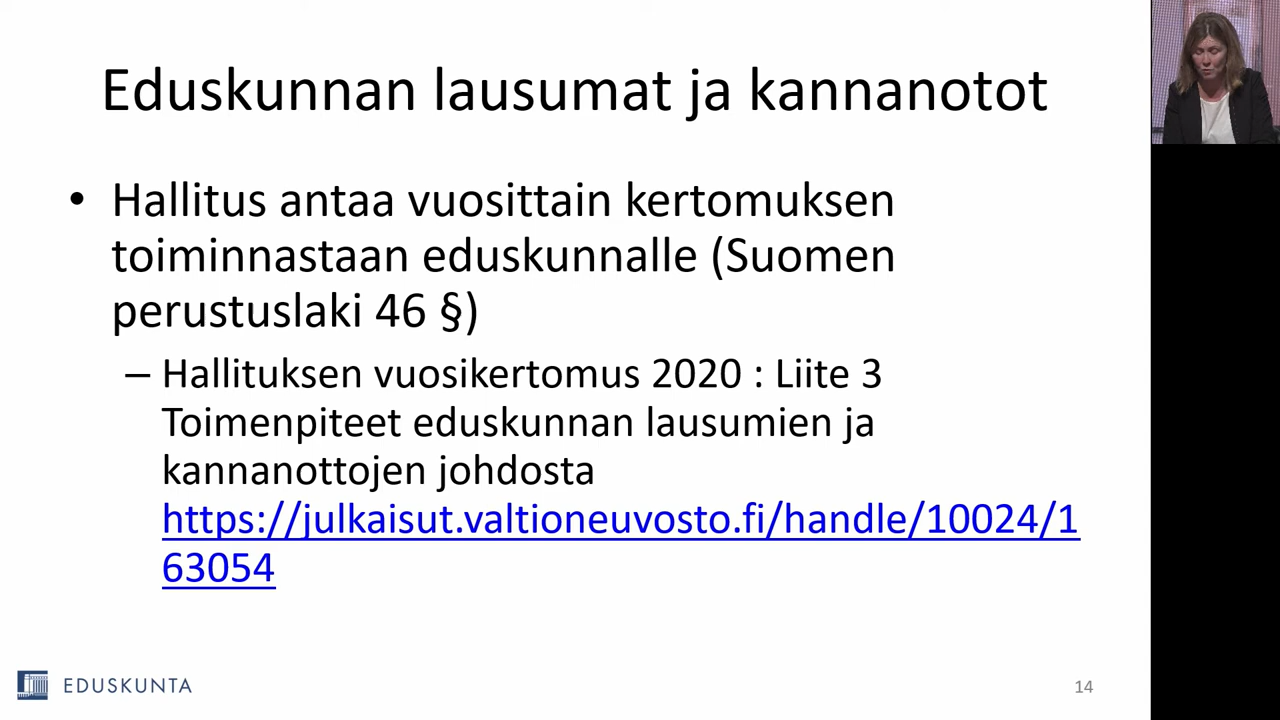 Eduskunnan lausumat ja kannanotot
• Hallitus antaa vuosittain kertomuksen
toiminnastaan eduskunnalle (Suomen
perustuslaki 46 §)
– Hallituksen vuosikertomus 2020 : Liite 3
Toimenpiteet eduskunnan lausumien ja
kannanottojen johdosta
https://julkaisut.valtioneuvosto.fi/handle/10024/1
63054
EDUSKUNTA
14